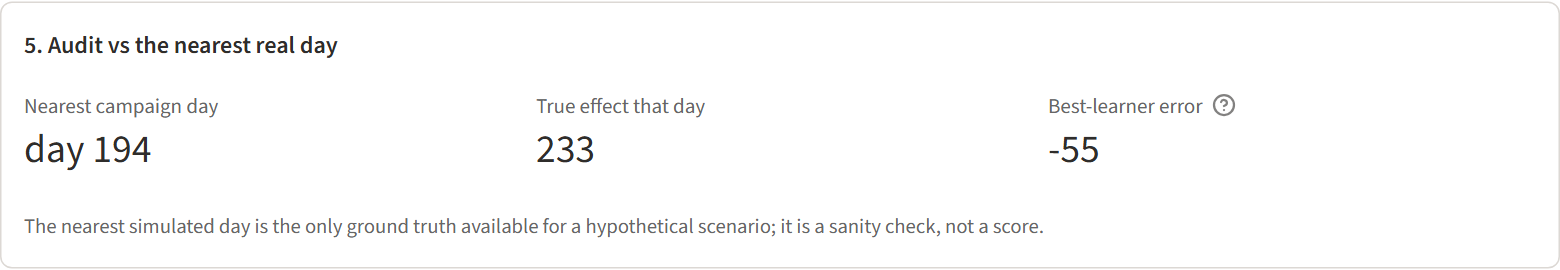 5. Audit vs the nearest real day
Nearest campaign day
True effect that day
Best-learner error
day 194
233
-55
The nearest simulated day is the only ground truth available for a hypothetical scenario; it is a sanity check, not a score.